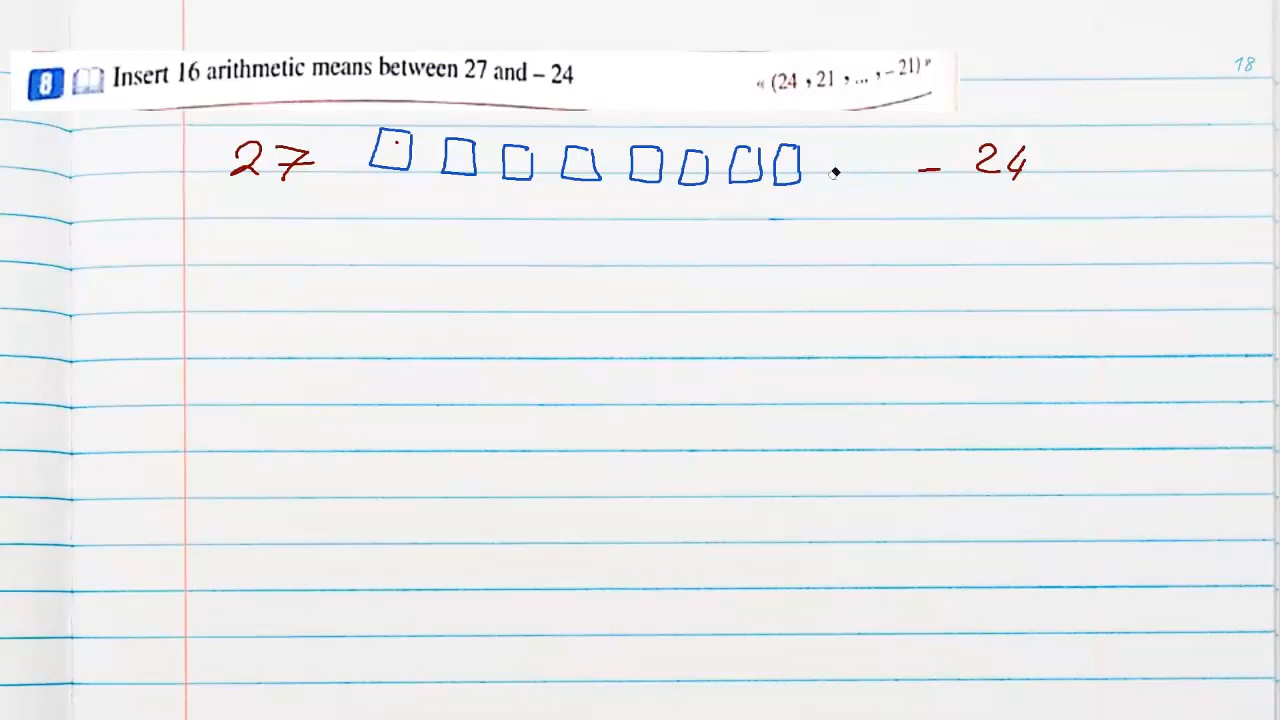 8 Insert 16 arithmetic means between 27 and – 24 « (24 , 21 , ... , – 21) »
18
27 – 24